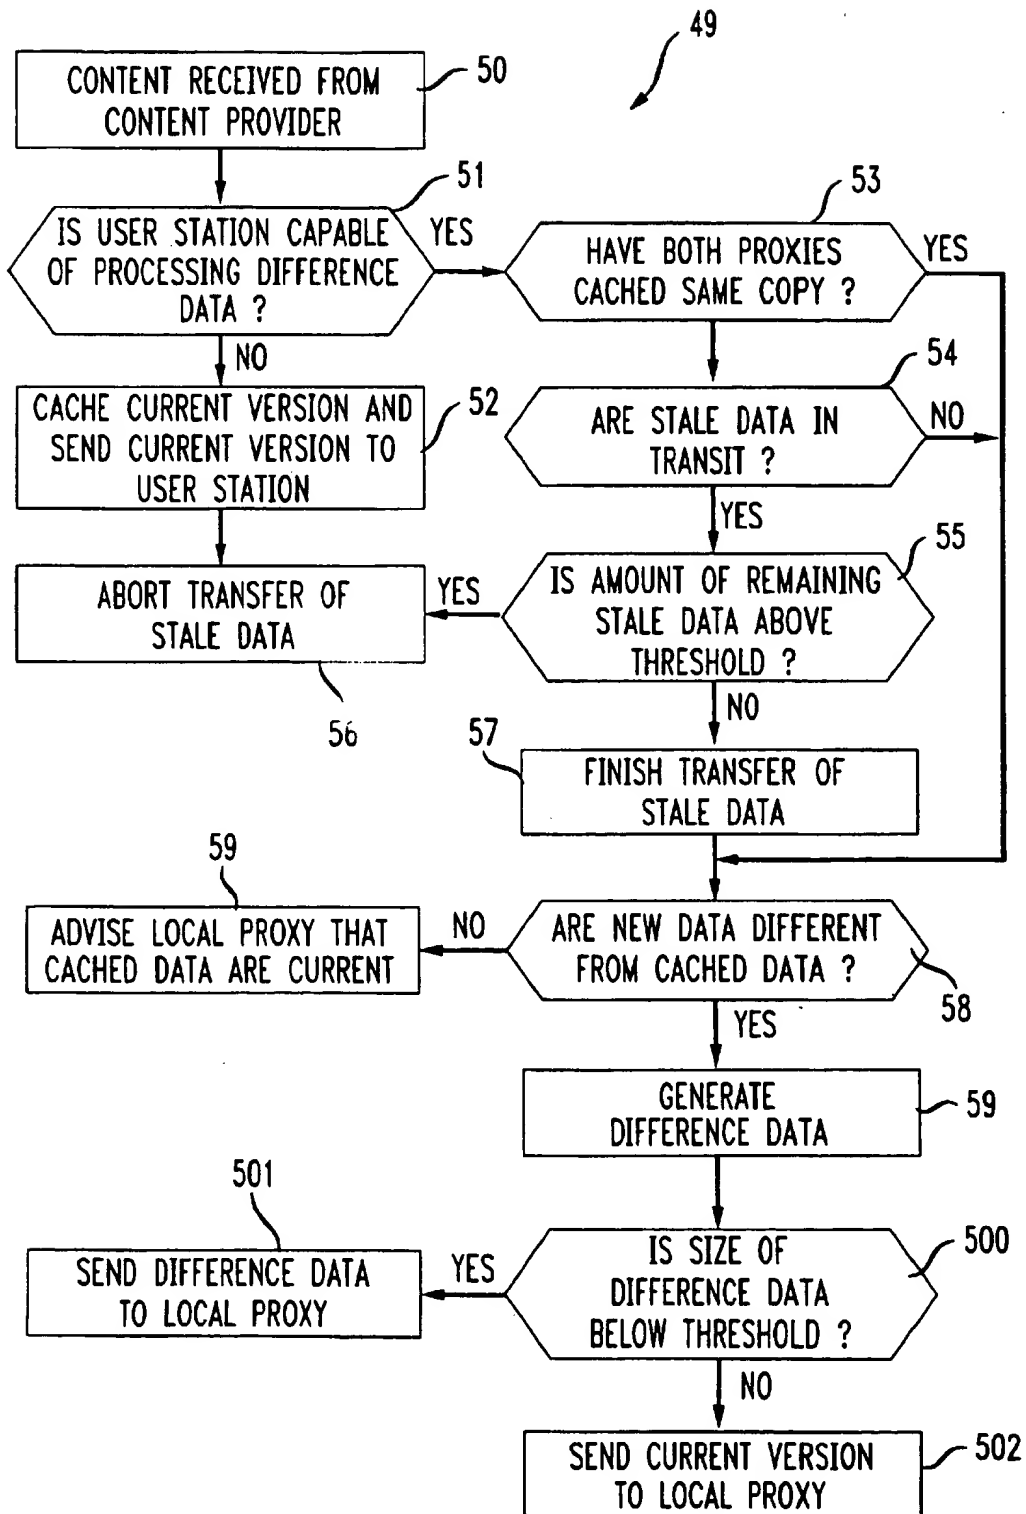 49
CONTENT RECEIVED FROM
CONTENT PROVIDER
50
IS USER STATION CAPABLE
OF PROCESSING DIFFERENCE
DATA ?
51
YES
NO
HAVE BOTH PROXIES
CACHED SAME COPY ?
53
YES
CACHE CURRENT VERSION AND
SEND CURRENT VERSION TO
USER STATION
52
ARE STALE DATA IN
TRANSIT ?
54
NO
YES
ABORT TRANSFER OF
STALE DATA
56
YES
IS AMOUNT OF REMAINING
STALE DATA ABOVE
THRESHOLD ?
55
NO
57
FINISH TRANSFER OF
STALE DATA
59
ADVISE LOCAL PROXY THAT
CACHED DATA ARE CURRENT
NO
ARE NEW DATA DIFFERENT
FROM CACHED DATA ?
58
YES
GENERATE
DIFFERENCE DATA
59
501
SEND DIFFERENCE DATA
TO LOCAL PROXY
YES
IS SIZE OF
DIFFERENCE DATA
BELOW THRESHOLD ?
500
NO
SEND CURRENT VERSION
TO LOCAL PROXY
502